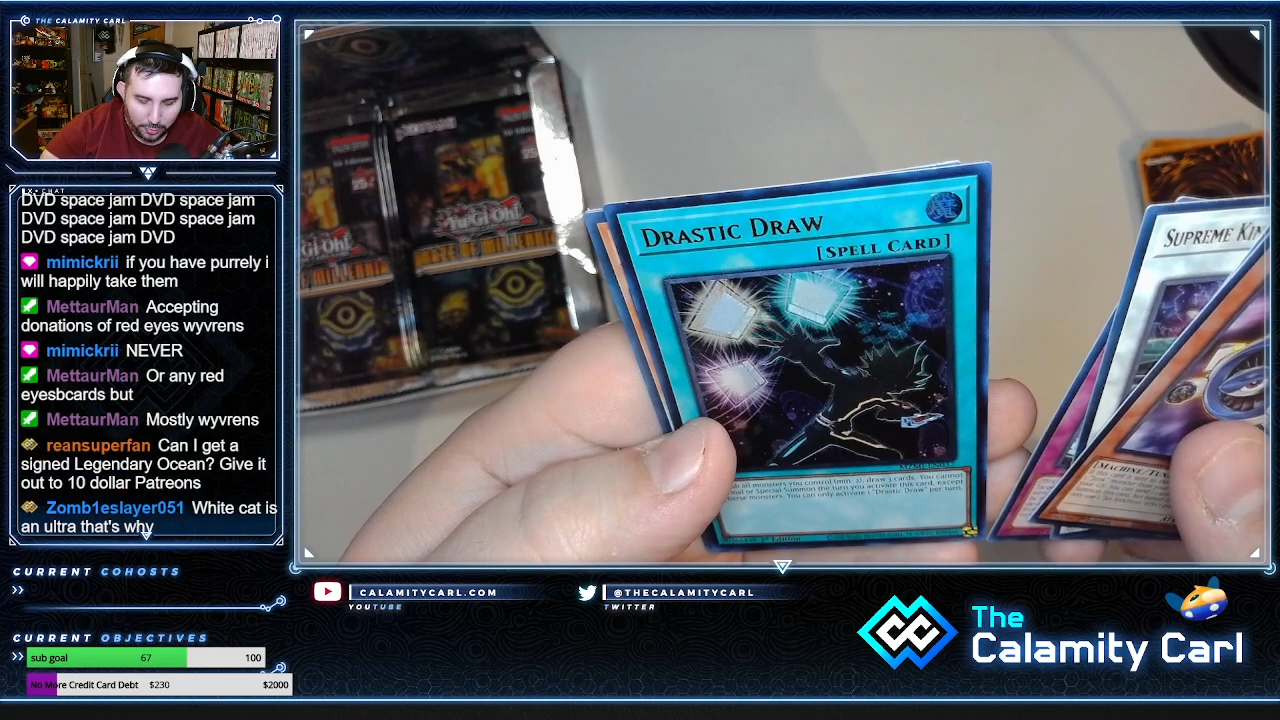 THE CALAMITY CARL
CHAT
DVD space jam DVD space jam
DVD space jam DVD space jam
DVD space jam DVD
mimickrii if you have purrely i
will happily take them
MettaurMan Accepting
donations of red eyes wyvrens
mimickrii NEVER
MettaurMan Or any red
eyesbcards but
MettaurMan Mostly wyvrens
reansuperfan Can I get a
signed Legendary Ocean? Give it
out to 10 dollar Patreons
Zomb1eslayer051 White cat is
an ultra that's why
CURRENT COHOSTS
CURRENT OBJECTIVES
sub goal 67 100
No More Credit Card Debt $230 $2000
Yu-Gi-Oh!
DRASTIC DRAW
[SPELL CARD]
1st Edition
SUPREME KIN
[MACHINE/TUN
CALAMITYCARL.COM
YOUTUBE
@THECALAMITYCARL
TWITTER
The
Calamity Carl